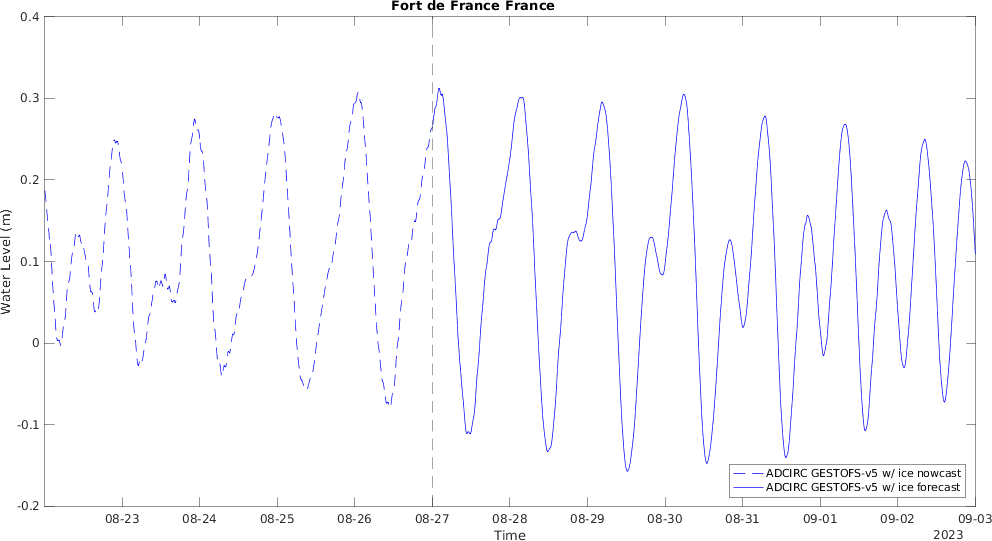 Fort de France France
Water Level (m)
0.4
0.3
0.2
0.1
0
-0.1
-0.2
ADCIRC GESTOFS-v5 w/ ice nowcast
ADCIRC GESTOFS-v5 w/ ice forecast
08-23 08-24 08-25 08-26 08-27 08-28 08-29 08-30 08-31 09-01 09-02 09-03
Time
2023